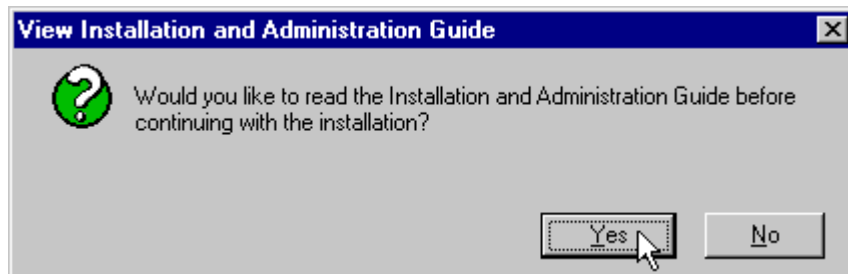 View Installation and Administration Guide
Would you like to read the Installation and Administration Guide before
continuing with the installation?
Yes
No